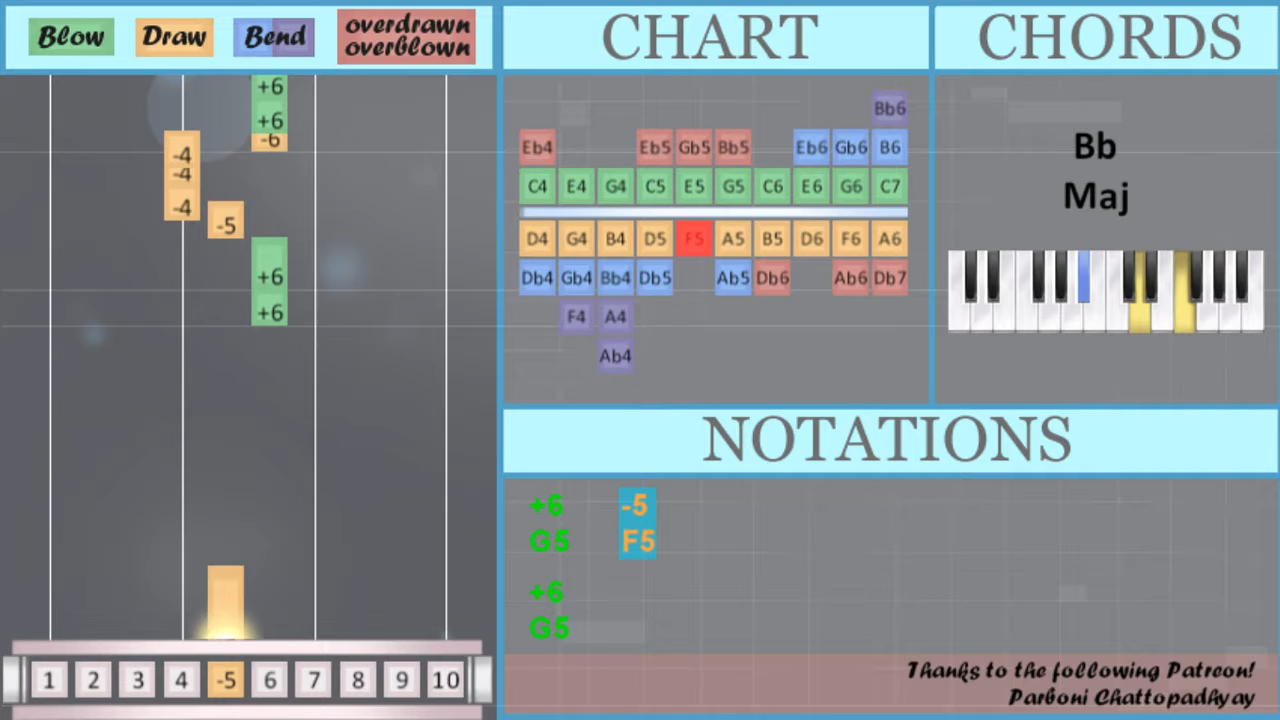 Blow Draw Bend overdrawn overblown
CHART
CHORDS
+6
+6
-6
-4
-4
-4
-5
+6
+6
1 2 3 4 -5 6 7 8 9 10
Bb6
Eb4 Eb5 Gb5 Bb5 Eb6 Gb6 B6
C4 E4 G4 C5 E5 G5 C6 E6 G6 C7
D4 G4 B4 D5 F5 A5 B5 D6 F6 A6
Db4 Gb4 Bb4 Db5 Ab5 Db6 Ab6 Db7
F4 A4
Ab4
Bb
Maj
NOTATIONS
+6 -5
G5 F5
+6
G5
Thanks to the following Patreon!
Parboni Chattopadhyay